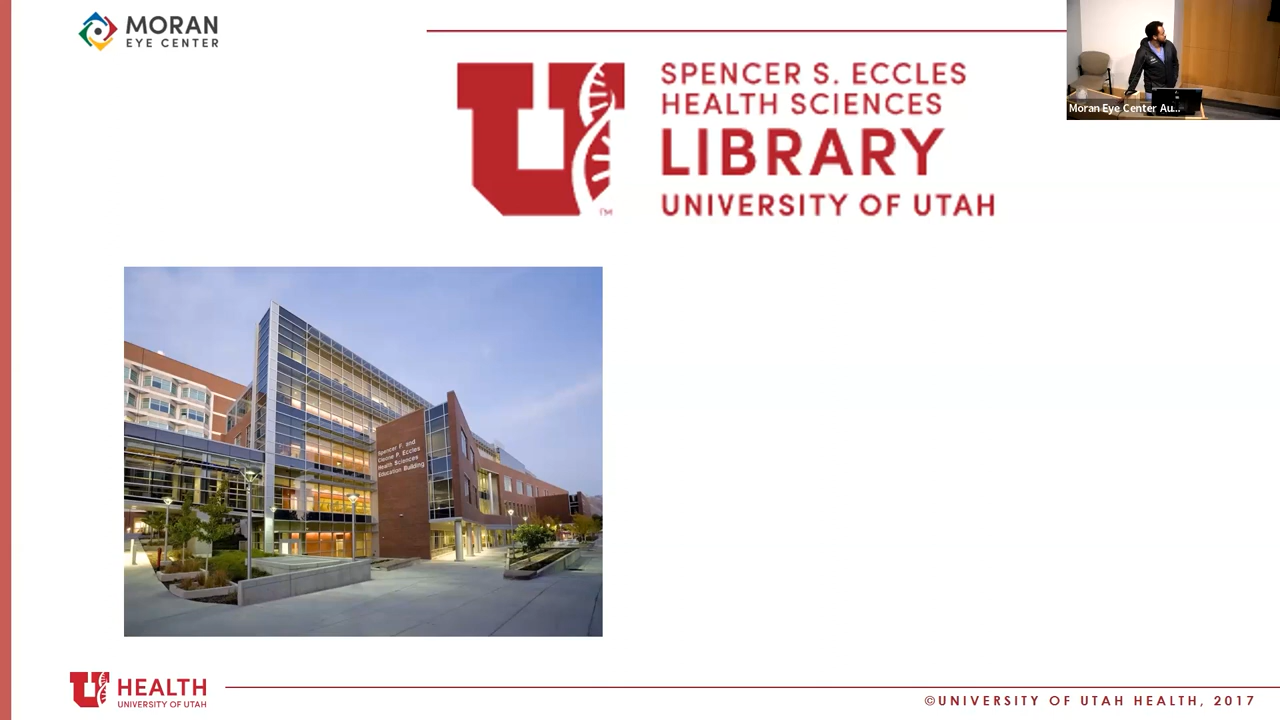 MORAN
EYE CENTER
SPENCER S. ECCLES
HEALTH SCIENCES
LIBRARY
UNIVERSITY OF UTAH
TM
Moran Eye Center Au...
Spencer F. and
Cleone P. Eccles
Health Sciences
Education Building
HEALTH
UNIVERSITY OF UTAH
©UNIVERSITY OF UTAH HEALTH, 2017